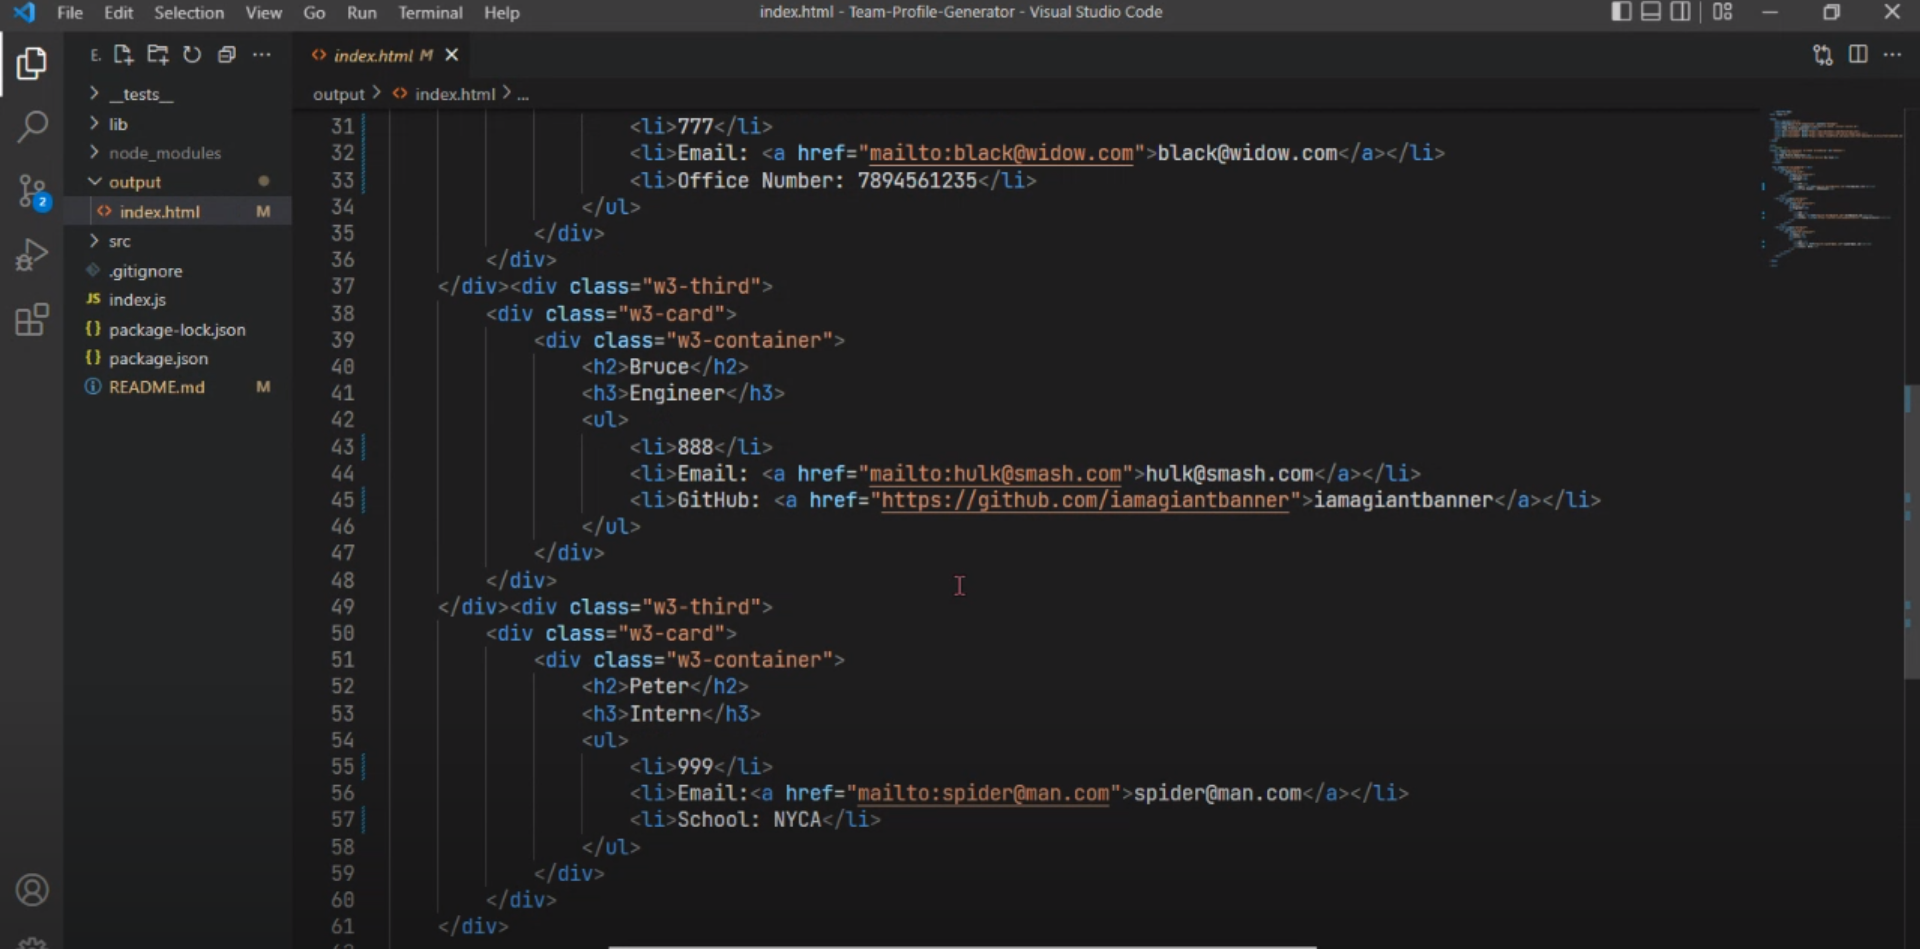 File Edit Selection View Go Run Terminal Help
index.html - Team-Profile-Generator - Visual Studio Code
E.
index.html M
__tests__
lib
node_modules
output
index.html M
src
.gitignore
JS index.js
{} package-lock.json
{} package.json
README.md M
2
output > index.html > ...
31 <li>777</li>
32 <li>Email: <a href="mailto:black@widow.com">black@widow.com</a></li>
33 <li>Office Number: 7894561235</li>
34 </ul>
35 </div>
36 </div>
37 </div><div class="w3-third">
38 <div class="w3-card">
39 <div class="w3-container">
40 <h2>Bruce</h2>
41 <h3>Engineer</h3>
42 <ul>
43 <li>888</li>
44 <li>Email: <a href="mailto:hulk@smash.com">hulk@smash.com</a></li>
45 <li>GitHub: <a href="https://github.com/iamagiantbanner">iamagiantbanner</a></li>
46 </ul>
47 </div>
48 </div>
49 </div><div class="w3-third">
50 <div class="w3-card">
51 <div class="w3-container">
52 <h2>Peter</h2>
53 <h3>Intern</h3>
54 <ul>
55 <li>999</li>
56 <li>Email:<a href="mailto:spider@man.com">spider@man.com</a></li>
57 <li>School: NYCA</li>
58 </ul>
59 </div>
60 </div>
61 </div>